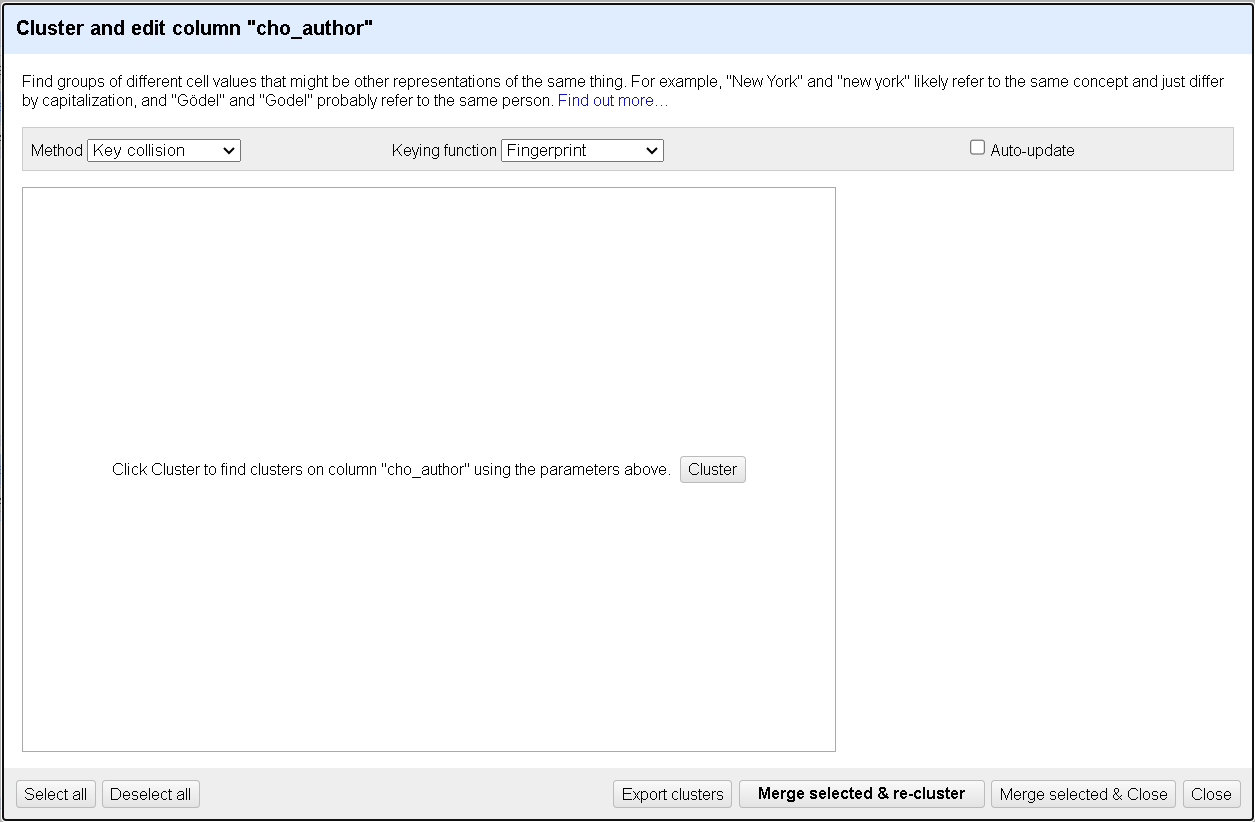 Cluster and edit column "cho_author"
Find groups of different cell values that might be other representations of the same thing. For example, "New York" and "new york" likely refer to the same concept and just differ
by capitalization, and "Gödel" and "Godel" probably refer to the same person. Find out more…
Method Key collision Keying function Fingerprint Auto-update
Click Cluster to find clusters on column "cho_author" using the parameters above. Cluster
Select all Deselect all Export clusters Merge selected & re-cluster Merge selected & Close Close